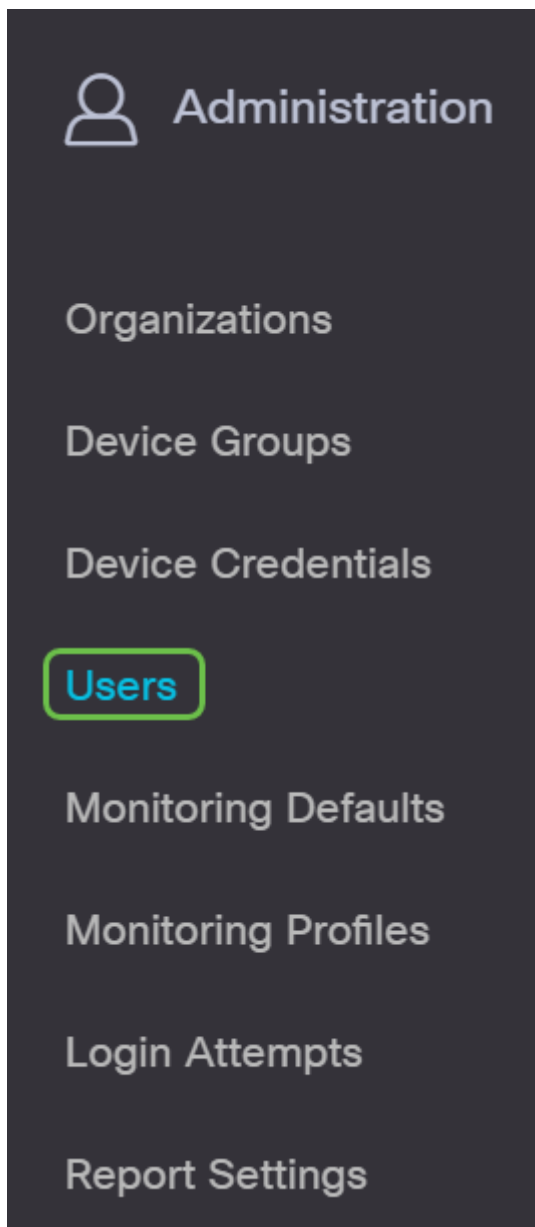 Administration
Organizations
Device Groups
Device Credentials
Users
Monitoring Defaults
Monitoring Profiles
Login Attempts
Report Settings